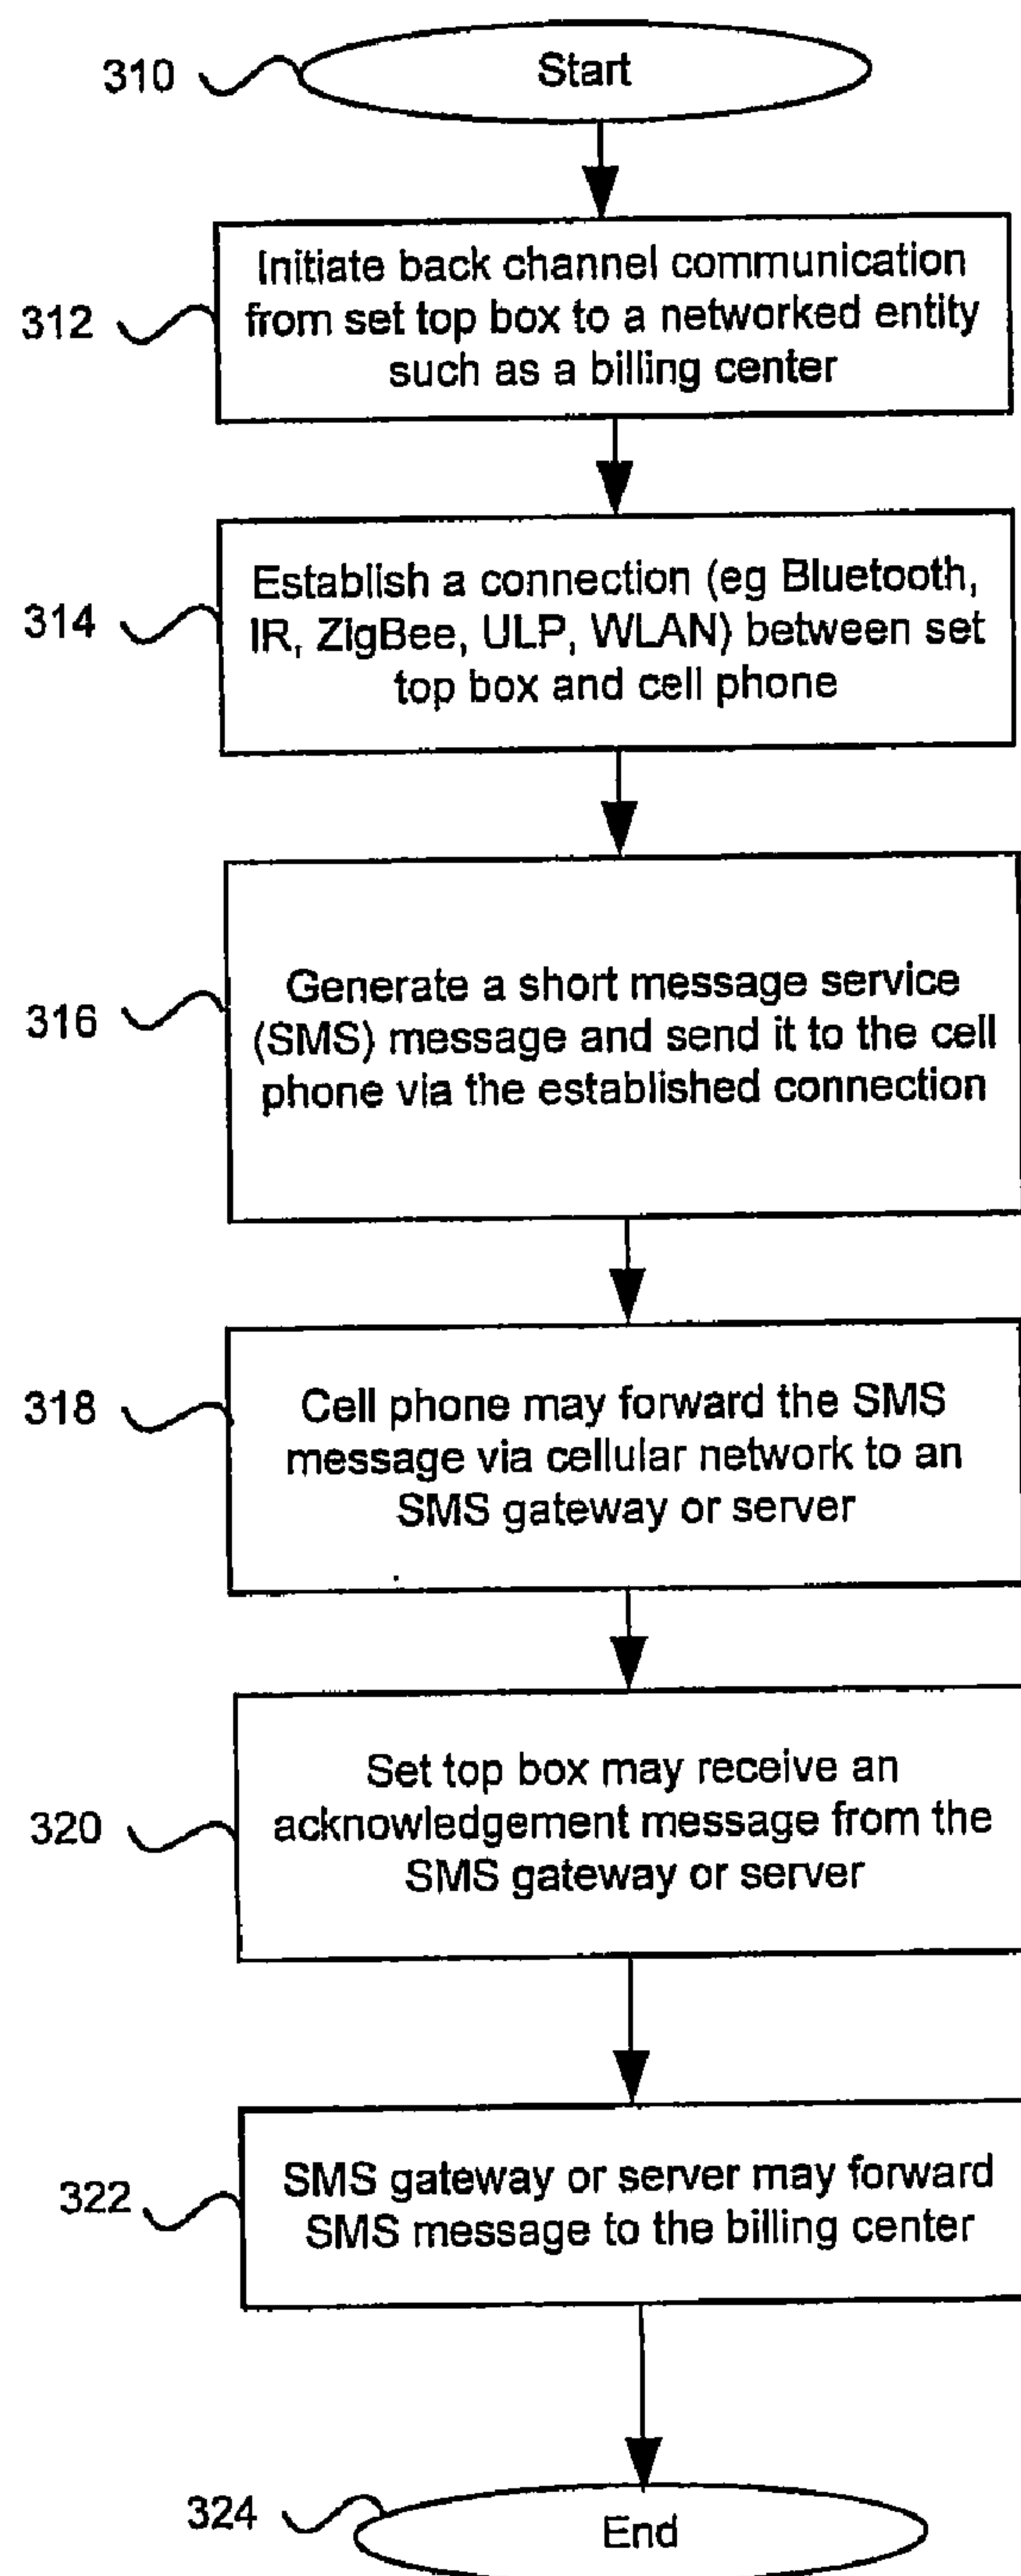 310
Start
312
Initiate back channel communication
from set top box to a networked entity
such as a billing center
314
Establish a connection (eg Bluetooth,
IR, ZigBee, ULP, WLAN) between set
top box and cell phone
316
Generate a short message service
(SMS) message and send it to the cell
phone via the established connection
318
Cell phone may forward the SMS
message via cellular network to an
SMS gateway or server
320
Set top box may receive an
acknowledgement message from the
SMS gateway or server
322
SMS gateway or server may forward
SMS message to the billing center
324
End